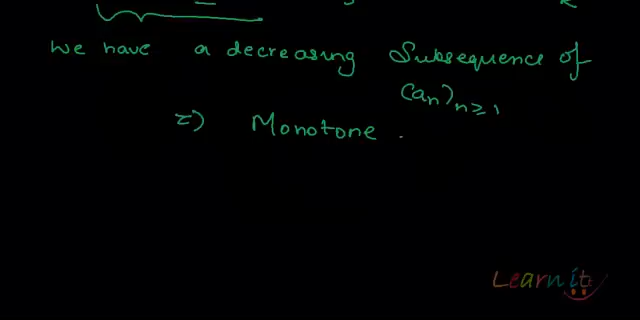 we have a decreasing Subsequence of
(an)n≥1
=> Monotone.
Learnit